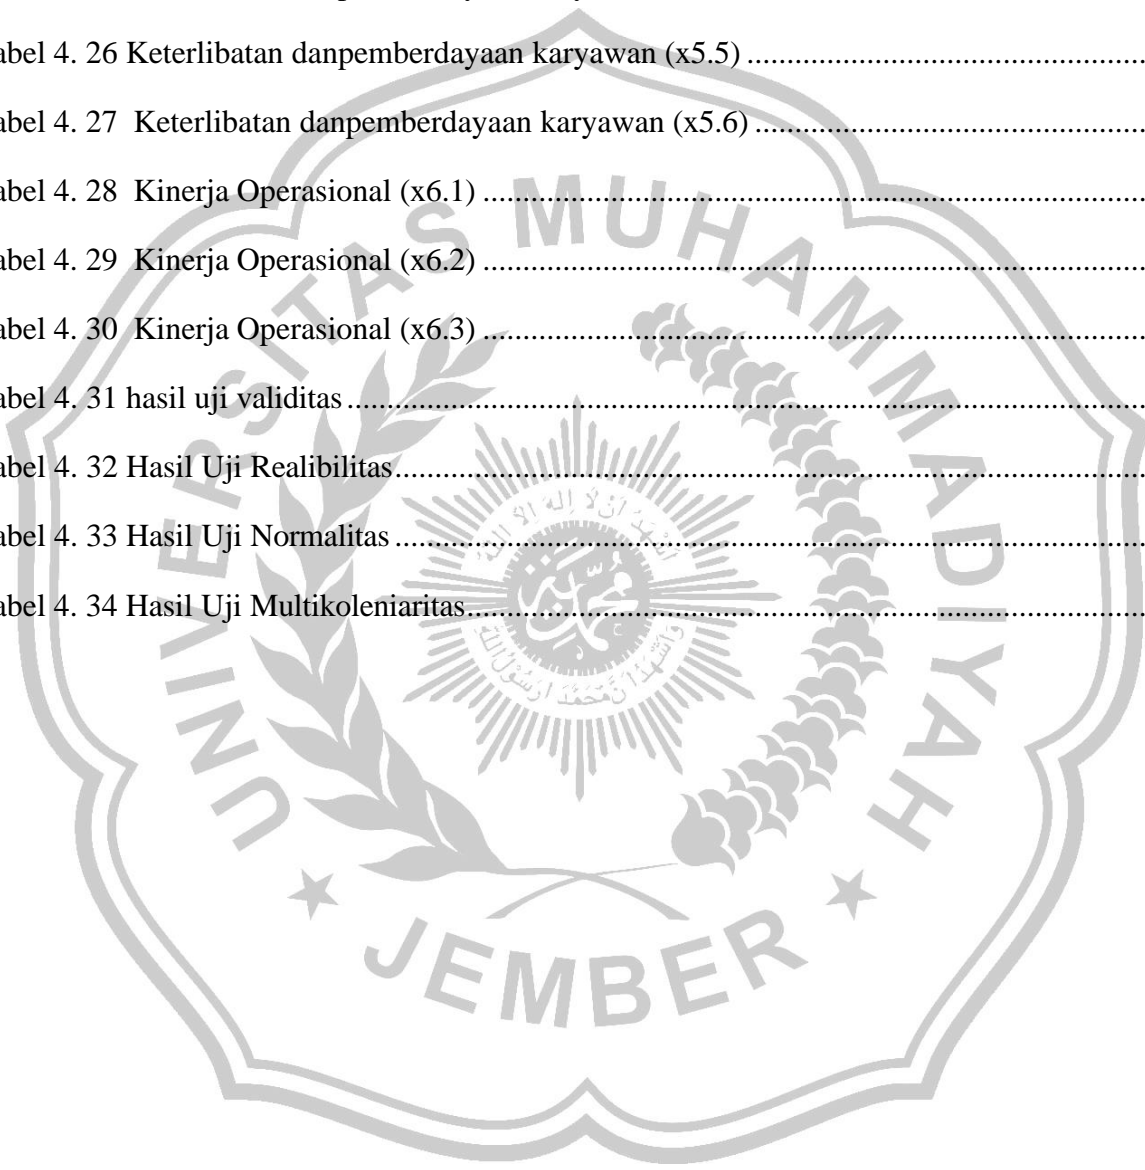 abel 4. 26 Keterlibatan danpemberdayaan karyawan (x5.5) ................................................
abel 4. 27  Keterlibatan danpemberdayaan karyawan (x5.6) ................................................
abel 4. 28  Kinerja Operasional (x6.1) ................................................................................
abel 4. 29  Kinerja Operasional (x6.2) ................................................................................
abel 4. 30  Kinerja Operasional (x6.3) ................................................................................
abel 4. 31 hasil uji validitas ................................................................................................
abel 4. 32 Hasil Uji Realibilitas............................................................................................
abel 4. 33 Hasil Uji Normalitas ...........................................................................................
abel 4. 34 Hasil Uji Multikoleniaritas...................................................................................
UNIVERSITAS MUHAMMADIYAH
JEMBER